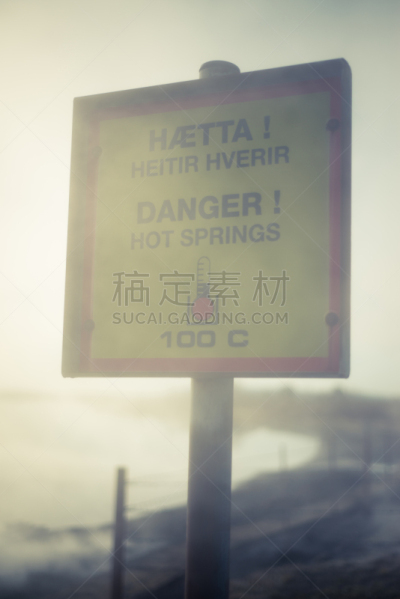 HÆTTA !
HEITIR HVERIR
DANGER !
HOT SPRINGS
稿定素材
SUCAI.GAODING.COM
100 C